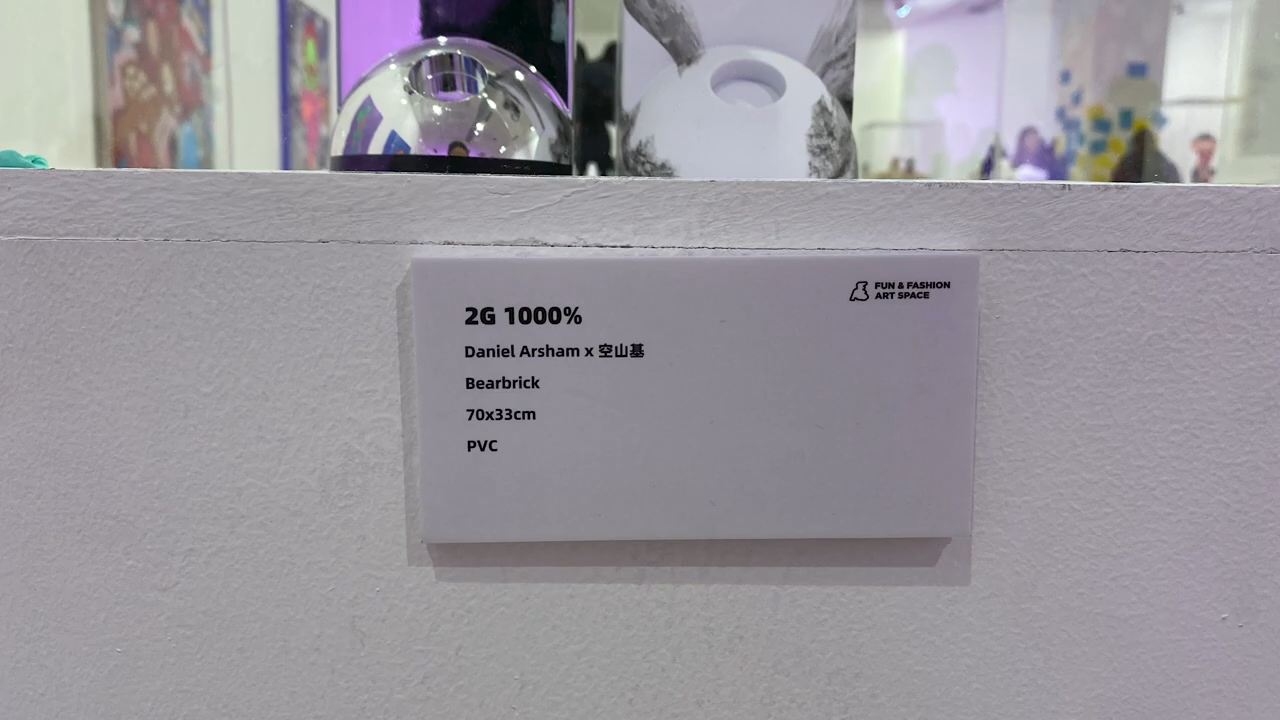 FUN & FASHION
ART SPACE
2G 1000%
Daniel Arsham x 空山基
Bearbrick
70x33cm
PVC